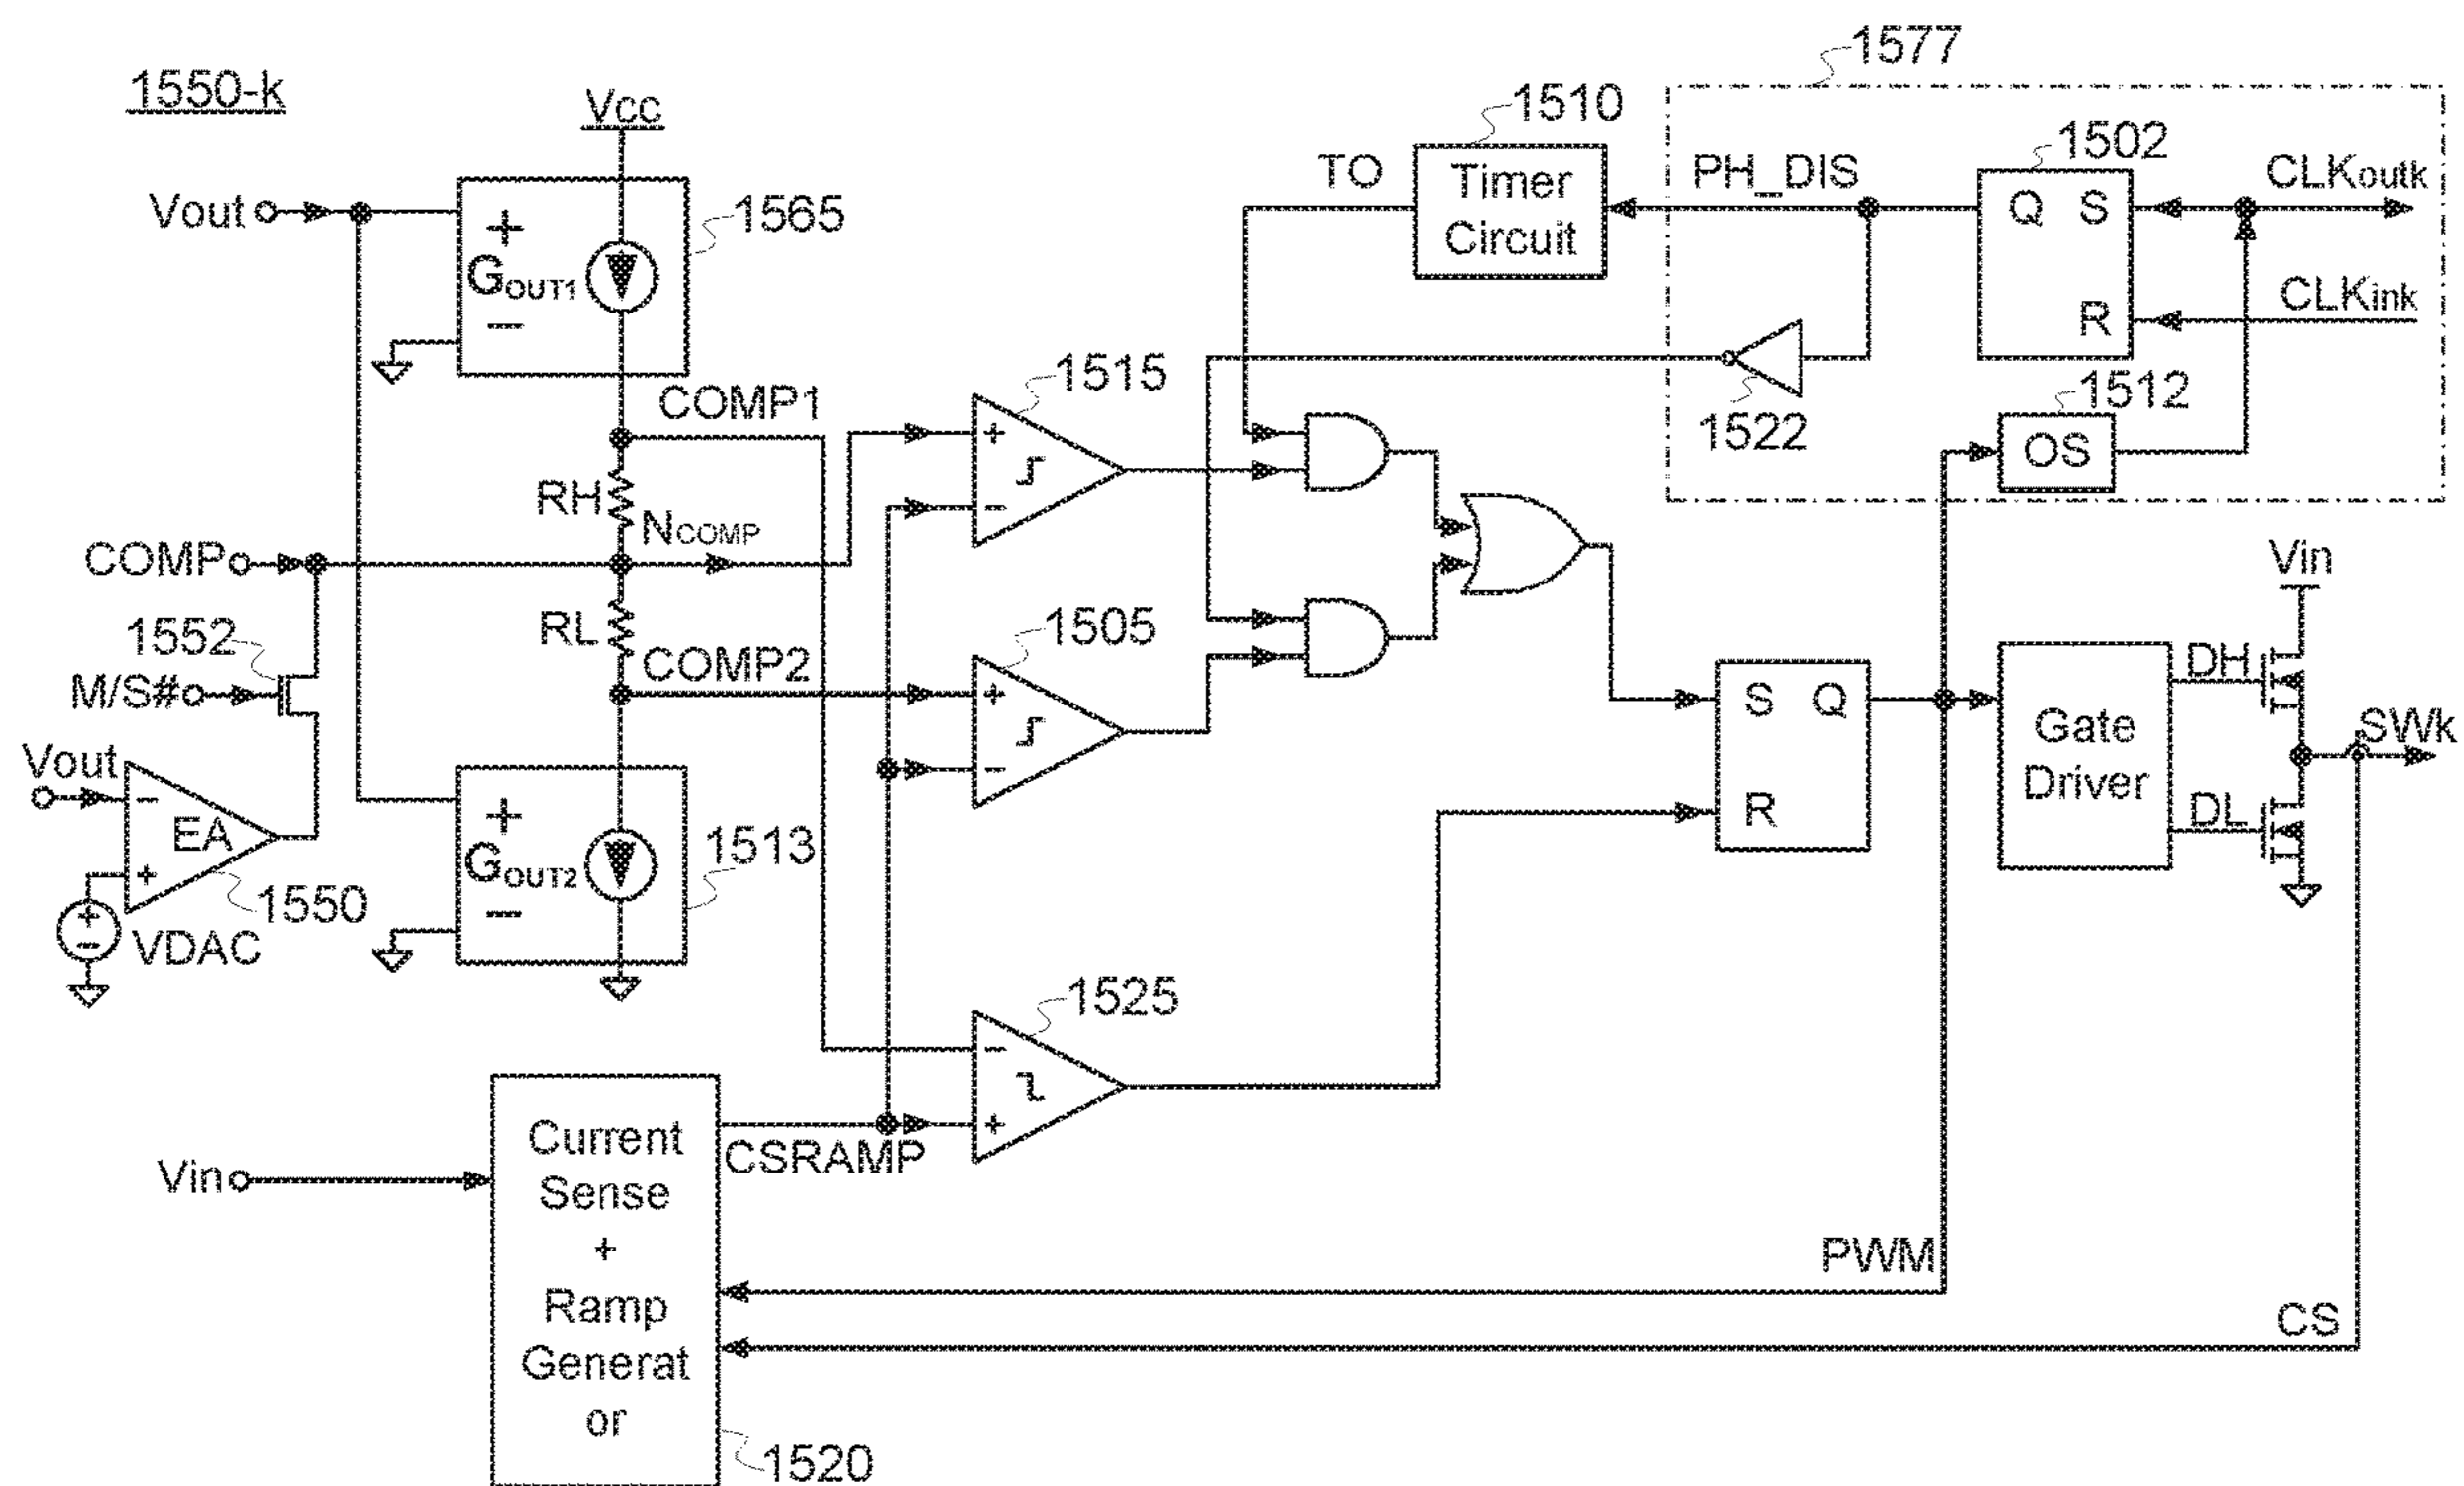 1550-k
Vcc
Vout
+
GOUT1
−
1565
COMP1
RH
NCOMP
COMP
RL
COMP2
1552
M/S#
Vout
−
EA
+
1550
VDAC
+
−
+
GOUT2
−
1513
1515
+
−
1505
+
−
1525
−
+
CSRAMP
Vin
Current
Sense
+
Ramp
Generat
or
1520
TO
1510
Timer
Circuit
1577
PH_DIS
1502
Q S
R
CLKoutk
CLKink
1522
1512
OS
S Q
R
Gate
Driver
Vin
DH
SWk
DL
PWM
CS